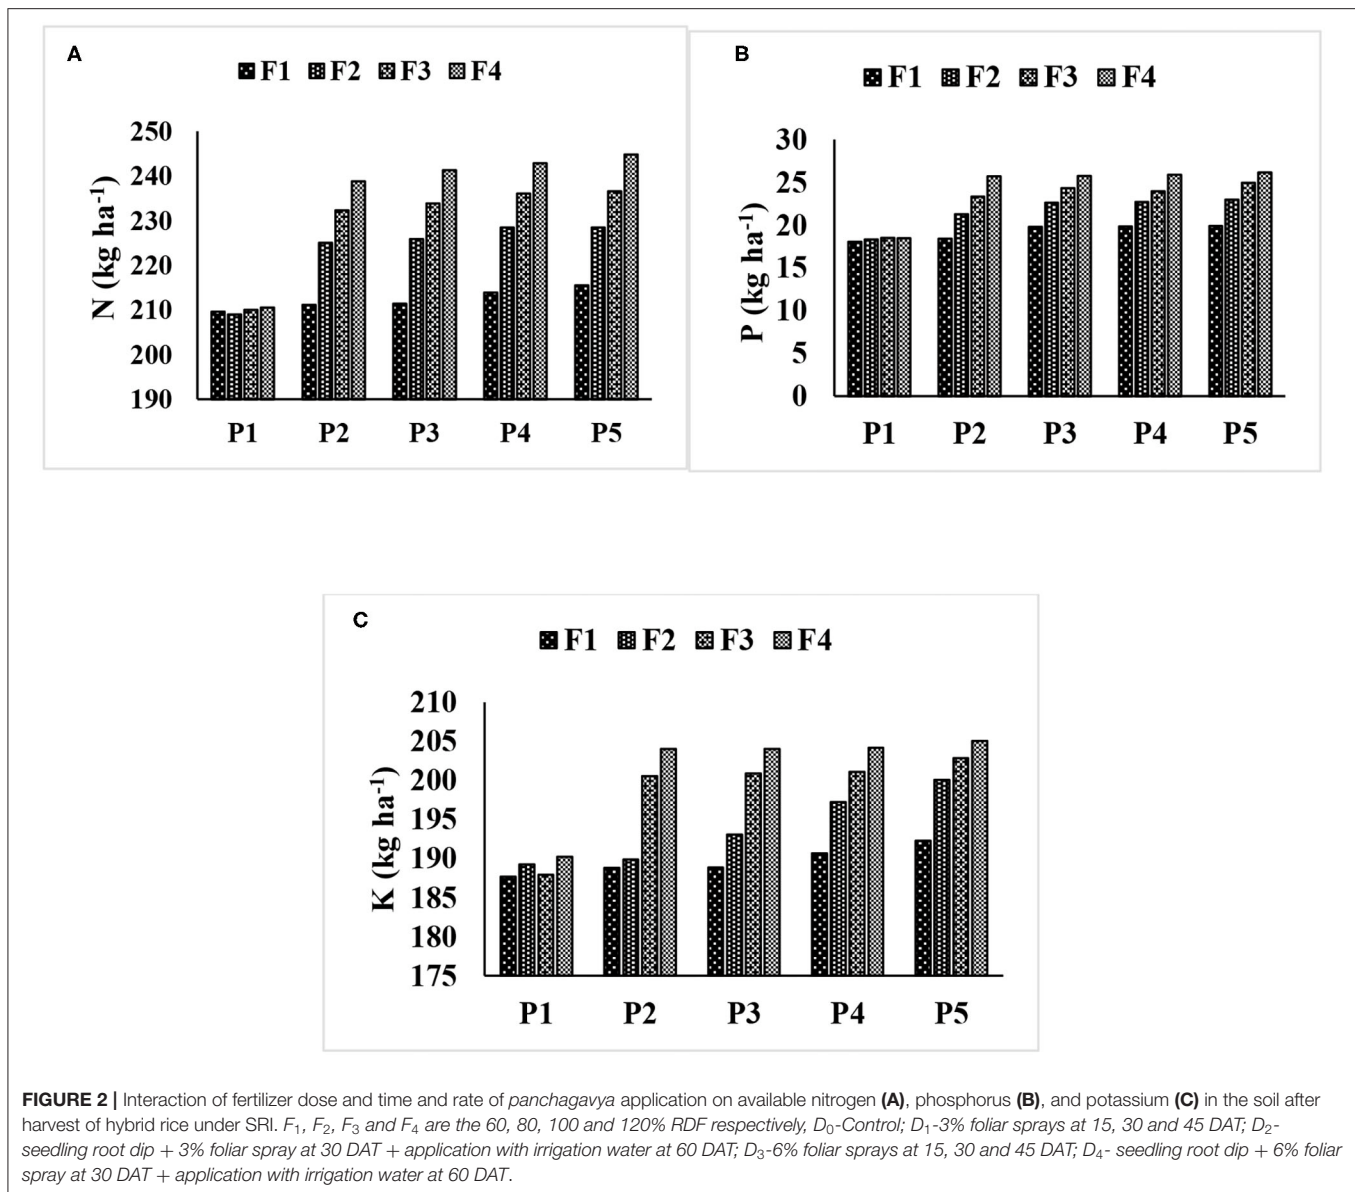 A
F1 F2 F3 F4
250
240
230
220
210
200
190
N (kg ha⁻¹)
P1 P2 P3 P4 P5
B
F1 F2 F3 F4
30
25
20
15
10
5
0
P (kg ha⁻¹)
P1 P2 P3 P4 P5
C
F1 F2 F3 F4
210
205
200
195
190
185
180
175
K (kg ha⁻¹)
P1 P2 P3 P4 P5
FIGURE 2 | Interaction of fertilizer dose and time and rate of panchagavya application on available nitrogen (A), phosphorus (B), and potassium (C) in the soil after
harvest of hybrid rice under SRI. F₁, F₂, F₃ and F₄ are the 60, 80, 100 and 120% RDF respectively, D₀-Control; D₁-3% foliar sprays at 15, 30 and 45 DAT; D₂-
seedling root dip + 3% foliar spray at 30 DAT + application with irrigation water at 60 DAT; D₃-6% foliar sprays at 15, 30 and 45 DAT; D₄- seedling root dip + 6% foliar
spray at 30 DAT + application with irrigation water at 60 DAT.